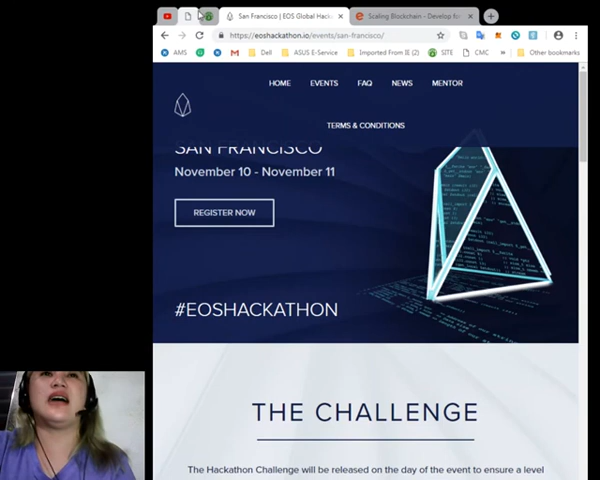 San Francisco | EOS Global Hack
Scaling Blockchain - Develop fo
https://eoshackathon.io/events/san-francisco/
AMS
Dell
ASUS E-Service
Imported From IE (2)
SITE
CMC
Other bookmarks
HOME
EVENTS
FAQ
NEWS
MENTOR
TERMS & CONDITIONS
SAN FRANCISCO
November 10 - November 11
REGISTER NOW
#EOSHACKATHON
THE CHALLENGE
The Hackathon Challenge will be released on the day of the event to ensure a level